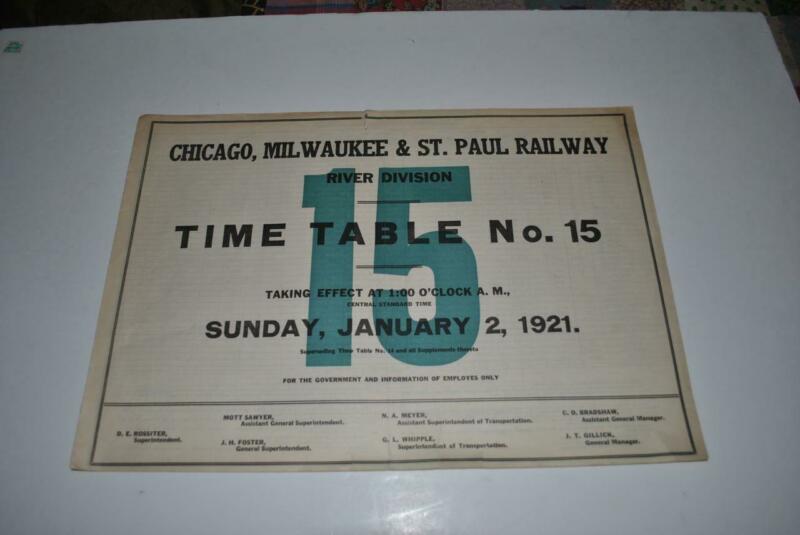 CHICAGO, MILWAUKEE & ST. PAUL RAILWAY
RIVER DIVISION
15
TIME TABLE No. 15
TAKING EFFECT AT 1:00 O'CLOCK A. M.,
CENTRAL STANDARD TIME
SUNDAY, JANUARY 2, 1921.
Superseding Time Table No. 14 and all Supplements thereto
FOR THE GOVERNMENT AND INFORMATION OF EMPLOYES ONLY
D. E. ROSSITER,
Superintendent.
MOTT SAWYER,
Assistant General Superintendent.
J. H. FOSTER,
General Superintendent.
N. A. MEYER,
Assistant Superintendent of Transportation.
G. L. WHIPPLE,
Superintendent of Transportation.
C. O. BRADSHAW,
Assistant General Manager.
J. T. GILLICK,
General Manager.